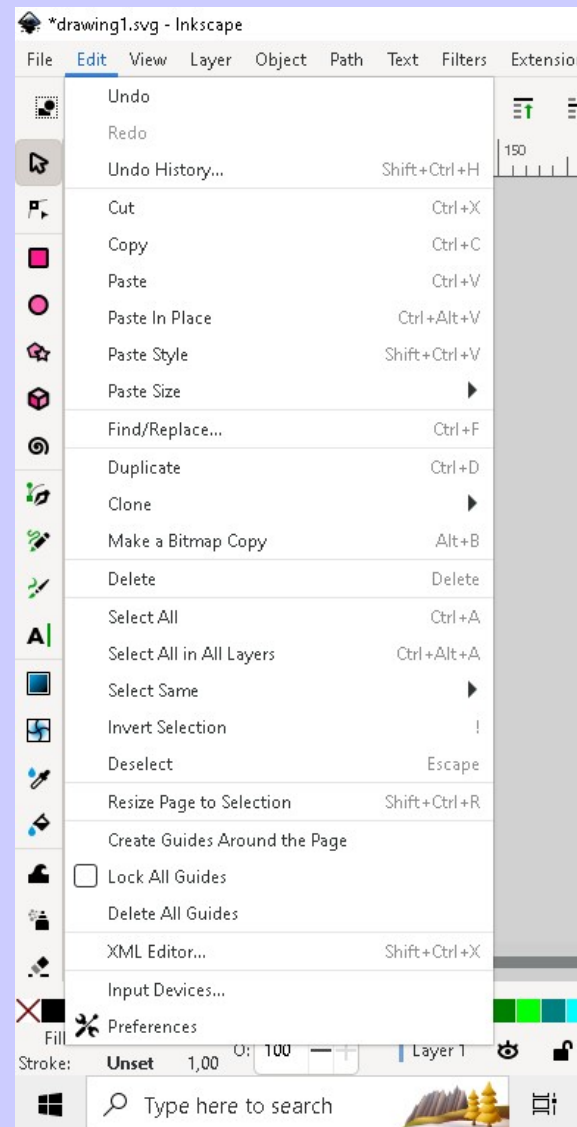 *drawing1.svg - Inkscape
File Edit View Layer Object Path Text Filters Extensio
Undo
Redo
Undo History... Shift+Ctrl+H
150
Cut Ctrl+X
Copy Ctrl+C
Paste Ctrl+V
Paste In Place Ctrl+Alt+V
Paste Style Shift+Ctrl+V
Paste Size
Find/Replace... Ctrl+F
Duplicate Ctrl+D
Clone
Make a Bitmap Copy Alt+B
Delete Delete
Select All Ctrl+A
Select All in All Layers Ctrl+Alt+A
Select Same
Invert Selection !
Deselect Escape
Resize Page to Selection Shift+Ctrl+R
Create Guides Around the Page
Lock All Guides
Delete All Guides
XML Editor... Shift+Ctrl+X
Input Devices...
Preferences
Fill
O: 100 Layer 1
Stroke: Unset 1,00
Type here to search